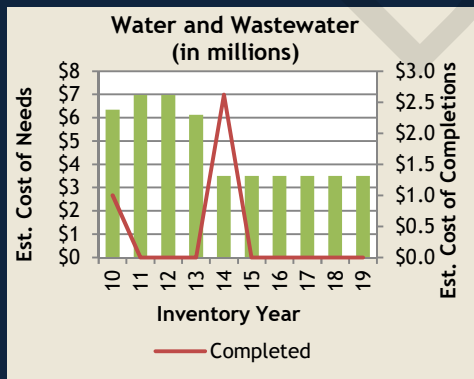 Water and Wastewater
(in millions)
Est. Cost of Needs
$8
$7
$6
$5
$4
$3
$2
$1
$0
$3.0
$2.5
$2.0
$1.5
$1.0
$0.5
$0.0
Est. Cost of Completions
10 11 12 13 14 15 16 17 18 19
Inventory Year
Completed